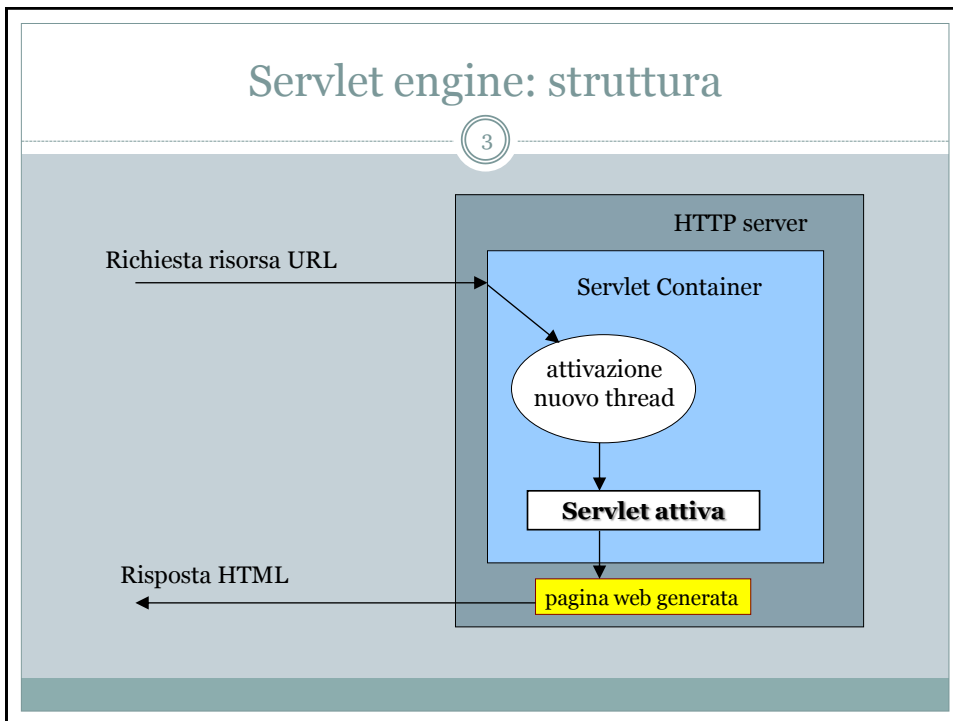 Servlet engine: struttura
3
HTTP server
Richiesta risorsa URL
Servlet Container
attivazione
nuovo thread
Servlet attiva
Risposta HTML
pagina web generata